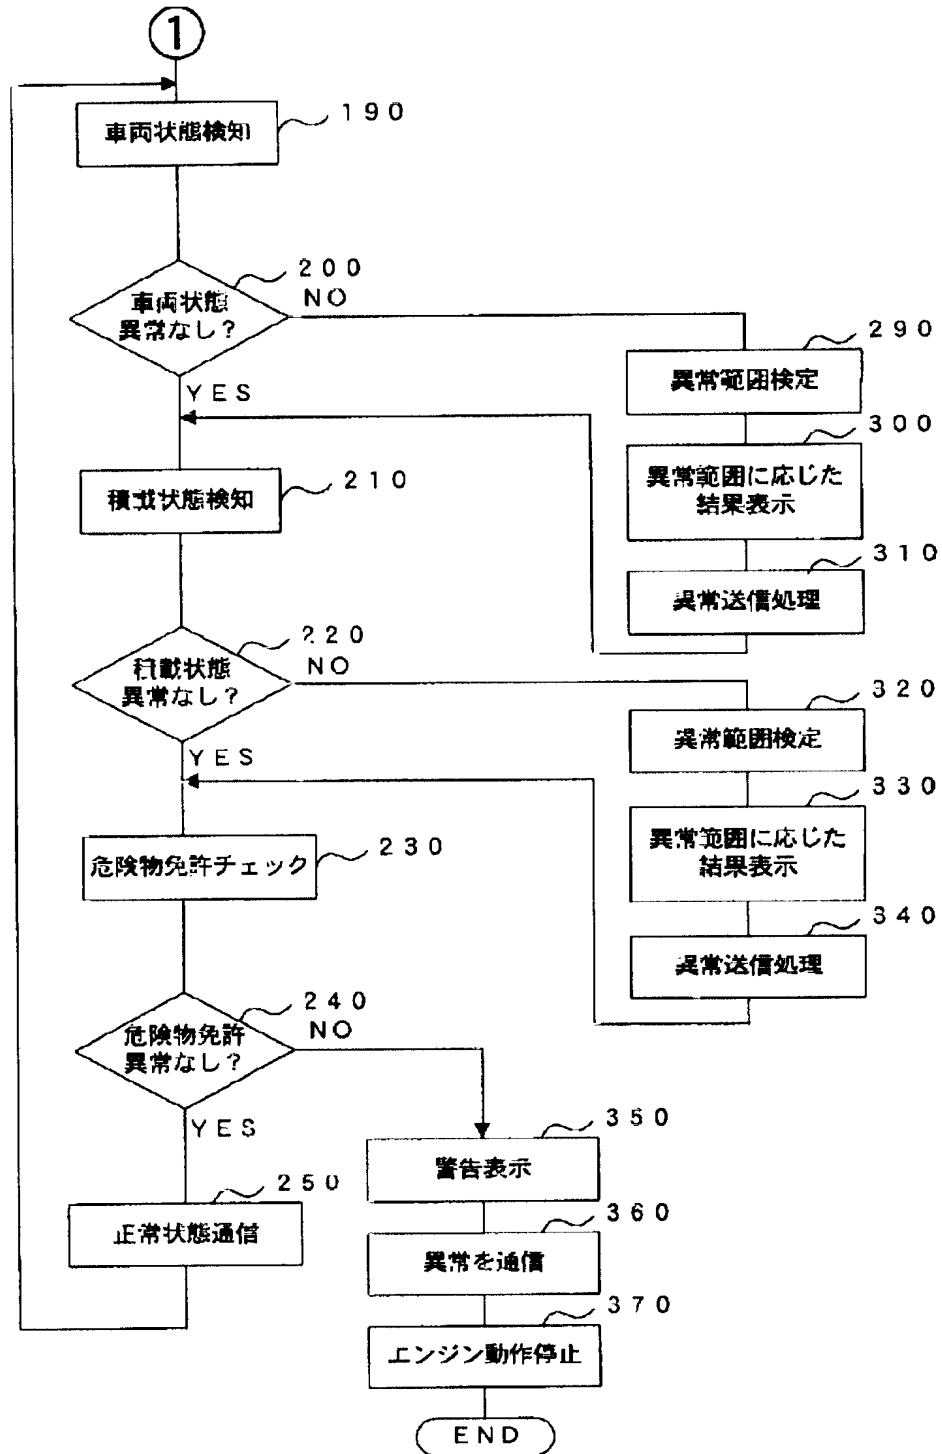 ①
車両状態検知
190
200
車両状態
異常なし？
NO
YES
290
異常範囲検定
300
異常範囲に応じた
結果表示
310
異常送信処理
積載状態検知
210
220
積載状態
異常なし？
NO
YES
320
異常範囲検定
330
異常範囲に応じた
結果表示
340
異常送信処理
危険物免許チェック
230
240
危険物免許
異常なし？
NO
YES
250
正常状態通信
350
警告表示
360
異常を通信
370
エンジン動作停止
END